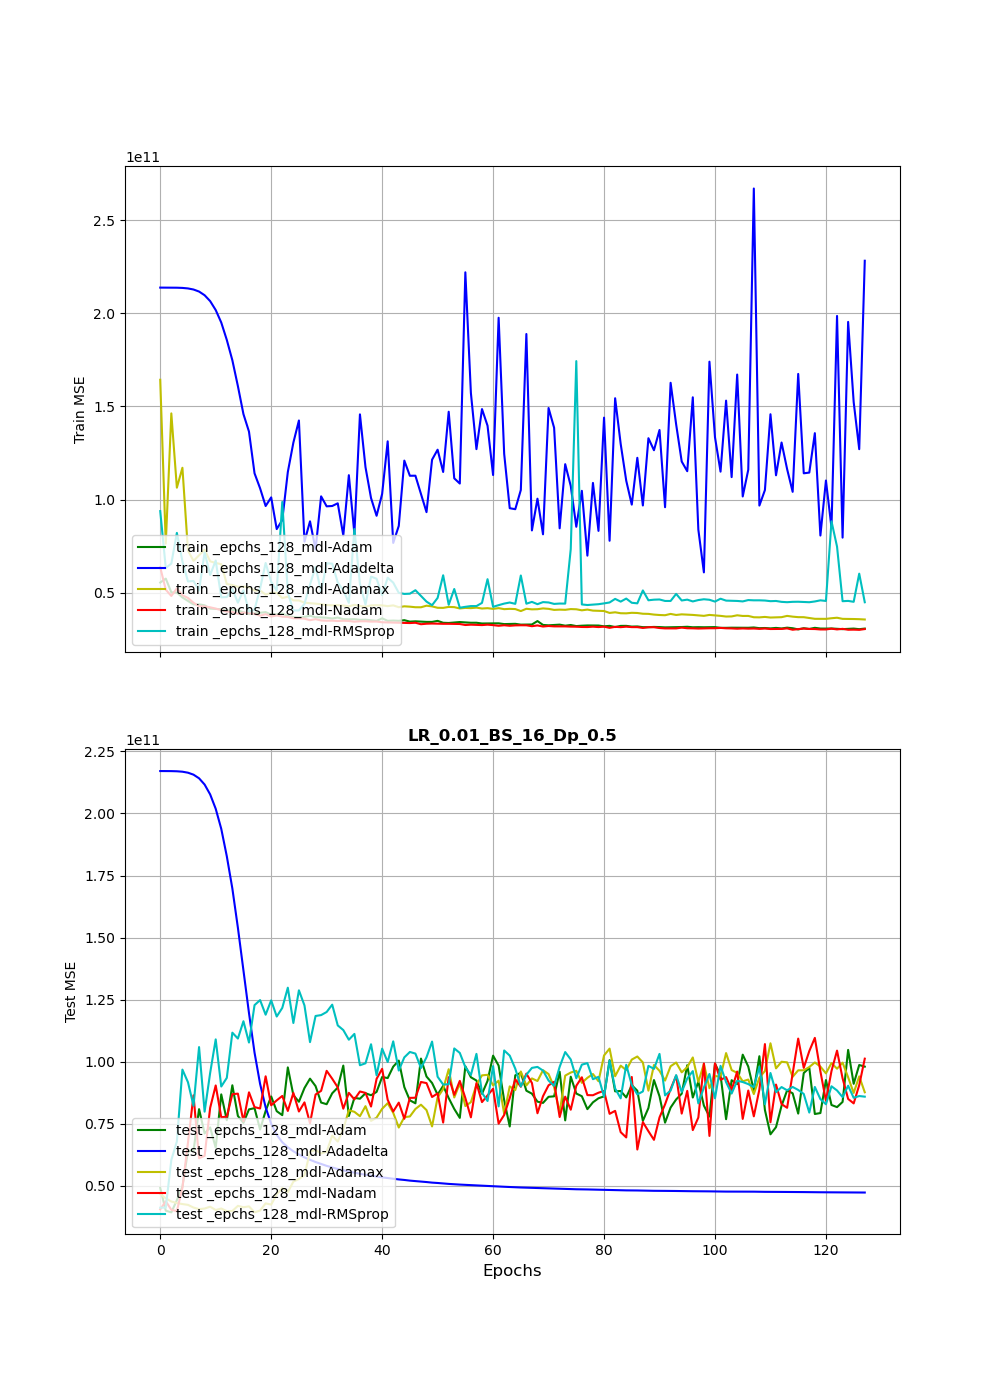 1e11
2.5
2.0
1.5
1.0
0.5
Train MSE
train _epchs_128_mdl-Adam
train _epchs_128_mdl-Adadelta
train _epchs_128_mdl-Adamax
train _epchs_128_mdl-Nadam
train _epchs_128_mdl-RMSprop
LR_0.01_BS_16_Dp_0.5
1e11
2.25
2.00
1.75
1.50
1.25
1.00
0.75
0.50
Test MSE
test _epchs_128_mdl-Adam
test _epchs_128_mdl-Adadelta
test _epchs_128_mdl-Adamax
test _epchs_128_mdl-Nadam
test _epchs_128_mdl-RMSprop
0 20 40 60 80 100 120
Epochs